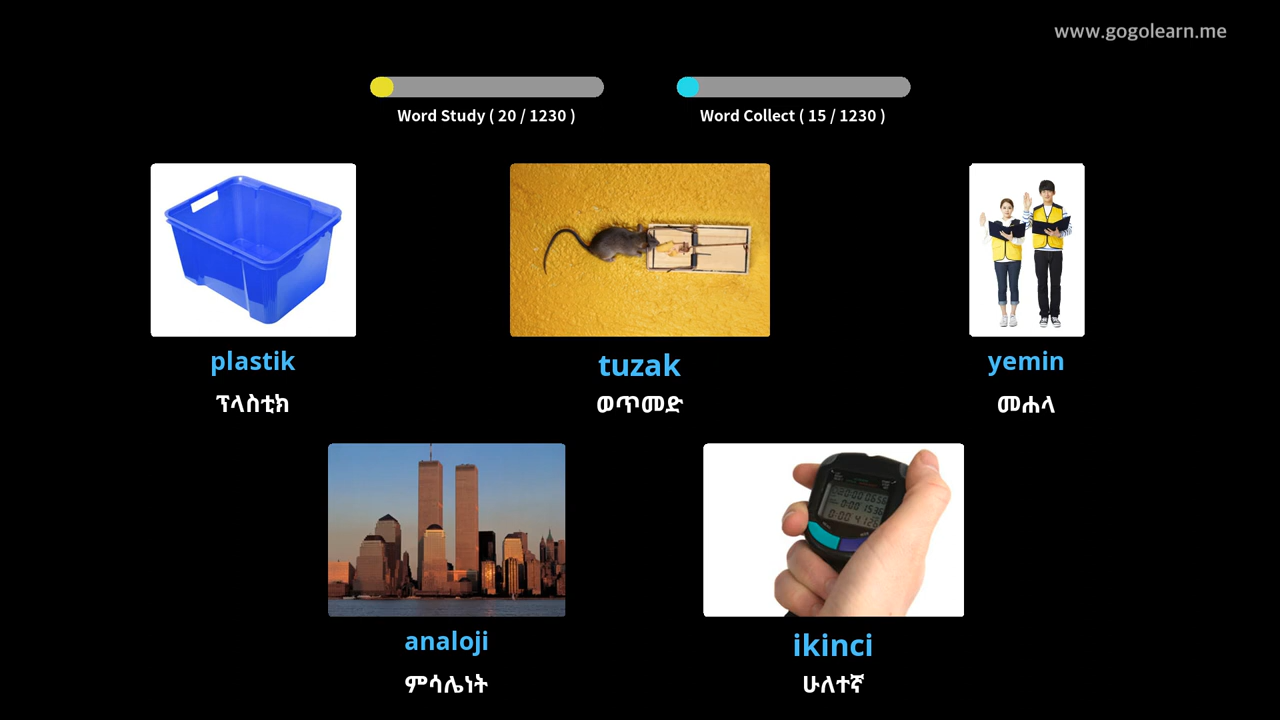 www.gogolearn.me
Word Study ( 20 / 1230 )
Word Collect ( 15 / 1230 )
plastik
tuzak
yemin
ፕላስቲክ
ወጥመድ
መሐላ
analoji
ikinci
ምሳሌነት
ሁለተኛ